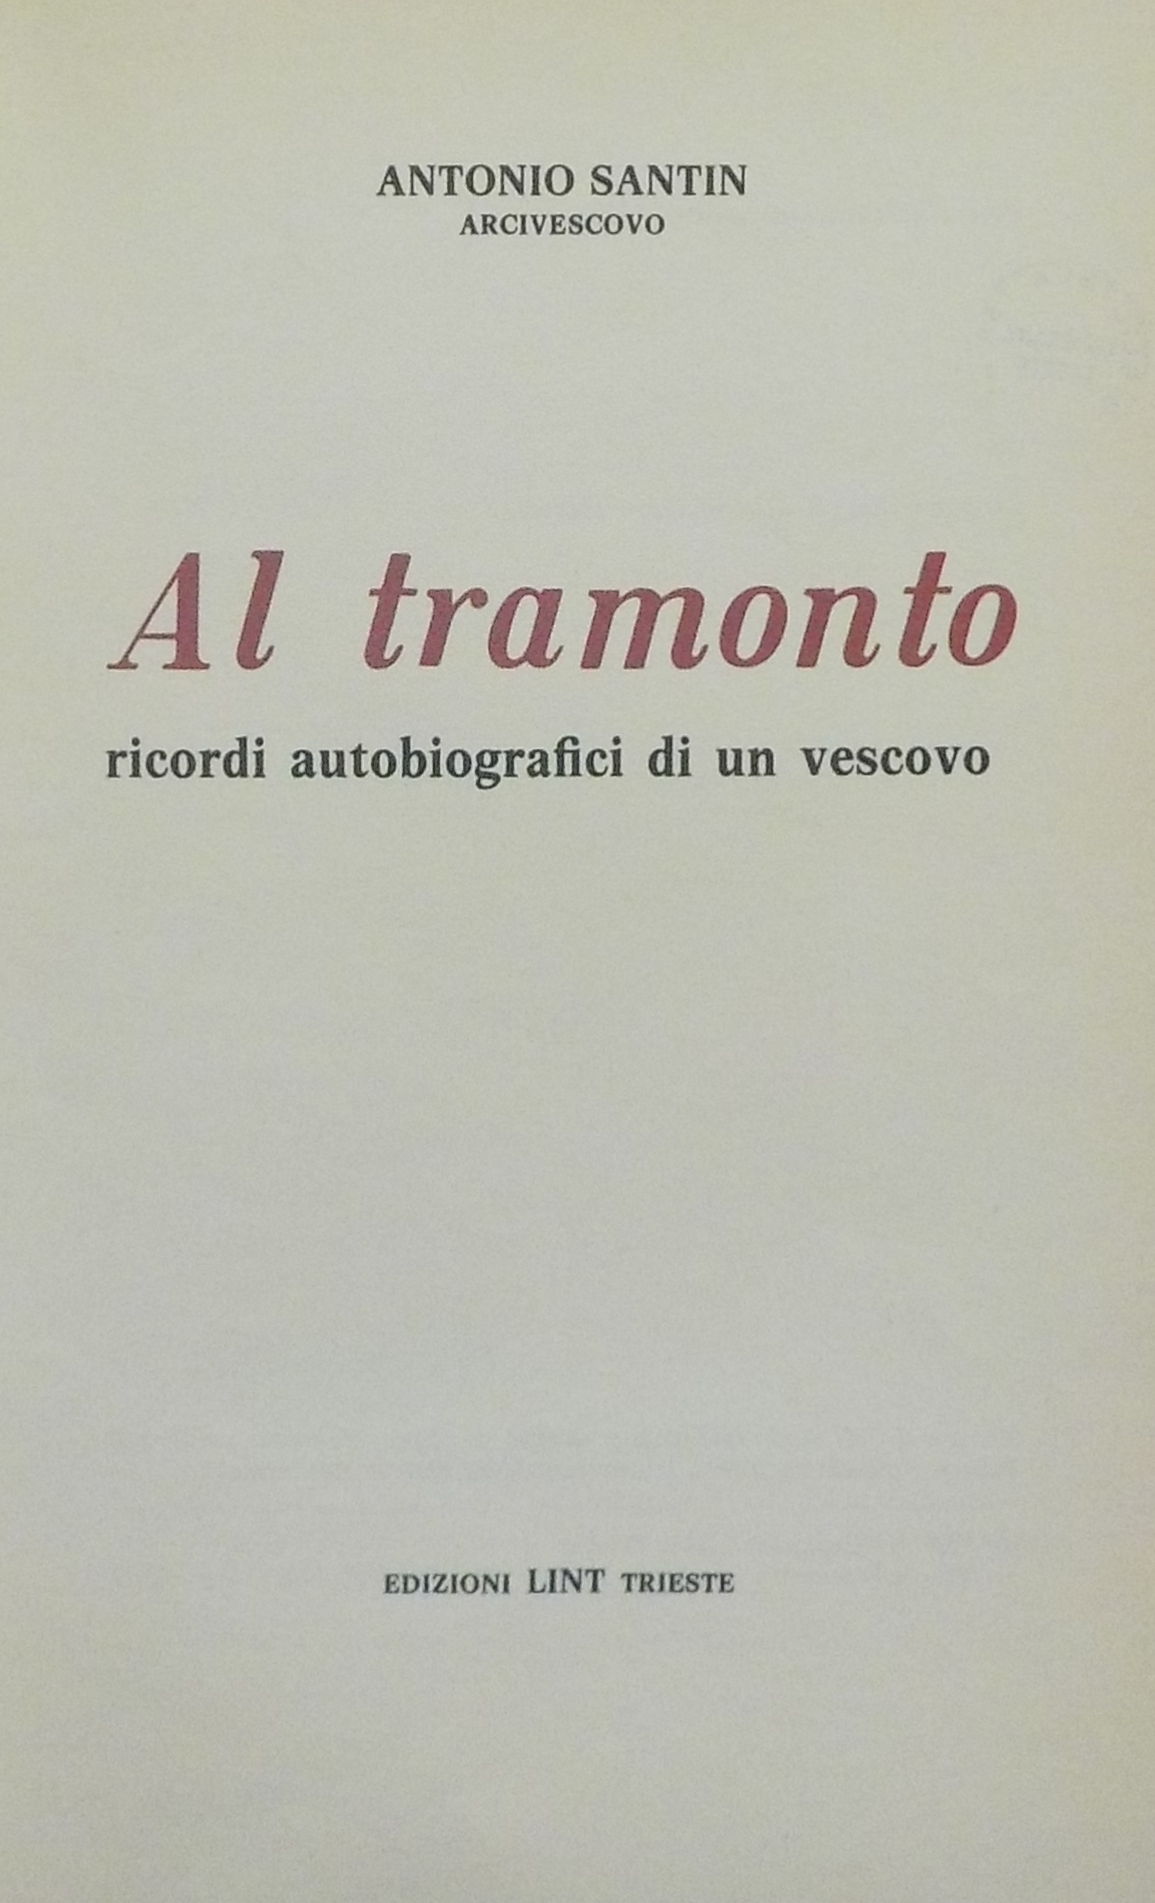 ANTONIO SANTIN
ARCIVESCOVO
Al tramonto
ricordi autobiografici di un vescovo
EDIZIONI LINT TRIESTE